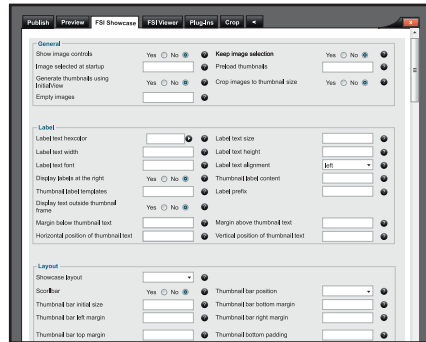 Publish Preview FSI Showcase FSI Viewer Plug-Ins Crop
General
Show image controls Yes No Keep image selection Yes No
Image selected at startup Preload thumbnails
Generate thumbnails using InitialView Yes No Crop images to thumbnail size Yes No
Empty images
Label
Label text hexcolor Label text size
Label text width Label text height
Label text font Label text alignment left
Display labels at the right Yes No Thumbnail label content
Thumbnail label templates Label prefix
Display text outside thumbnail frame Yes No
Margin below thumbnail text Margin above thumbnail text
Horizontal position of thumbnail text Vertical position of thumbnail text
Layout
Showcase layout
Scorllbar Yes No Thumbnail bar position
Thumbnail bar initial size Thumbnail bar bottom margin
Thumbnail bar left margin Thumbnail bar right margin
Thumbnail bar top margin Thumbnail bottom padding